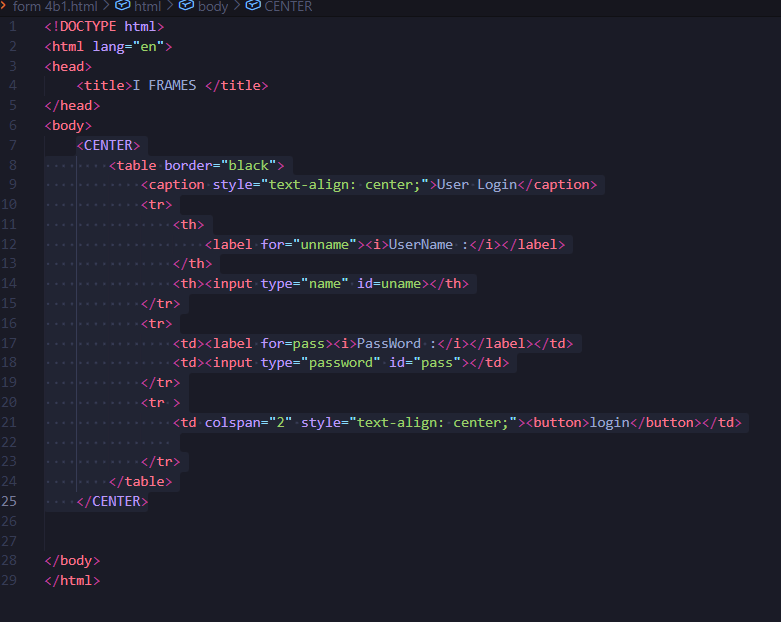 form 4b1.html > html > body > CENTER
1 <!DOCTYPE html>
2 <html lang="en">
3 <head>
4     <title>I FRAMES </title>
5 </head>
6 <body>
7     <CENTER>
8         <table border="black">
9             <caption style="text-align: center;">User Login</caption>
10             <tr>
11                 <th>
12                     <label for="unname"><i>UserName :</i></label>
13                 </th>
14                 <th><input type="name" id=uname></th>
15             </tr>
16             <tr>
17                 <td><label for=pass><i>PassWord :</i></label></td>
18                 <td><input type="password" id="pass"></td>
19             </tr>
20             <tr >
21                 <td colspan="2" style="text-align: center;"><button>login</button></td>
22
23             </tr>
24         </table>
25     </CENTER>
26
27
28 </body>
29 </html>